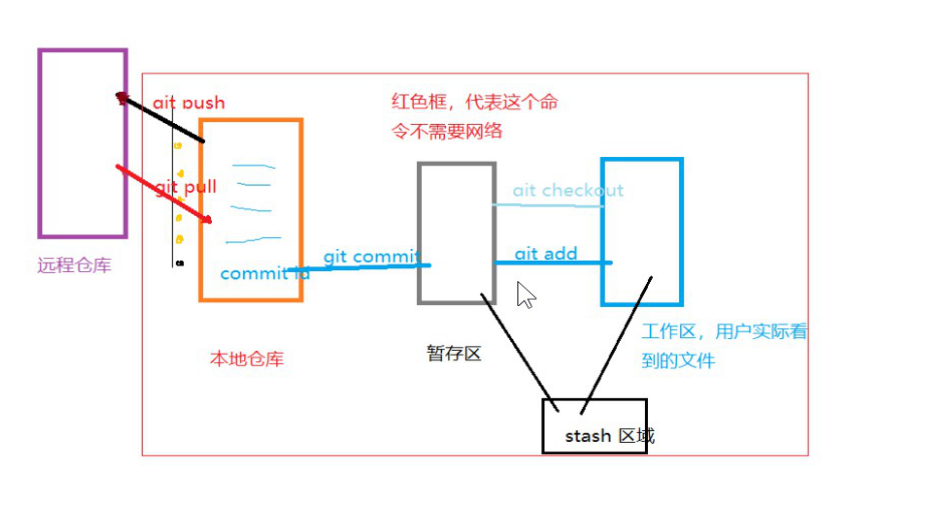 git push
红色框，代表这个命
令不需要网络
git checkout
git pull
git commit
git add
远程仓库
commit id
工作区，用户实际看
到的文件
本地仓库
暂存区
stash 区域